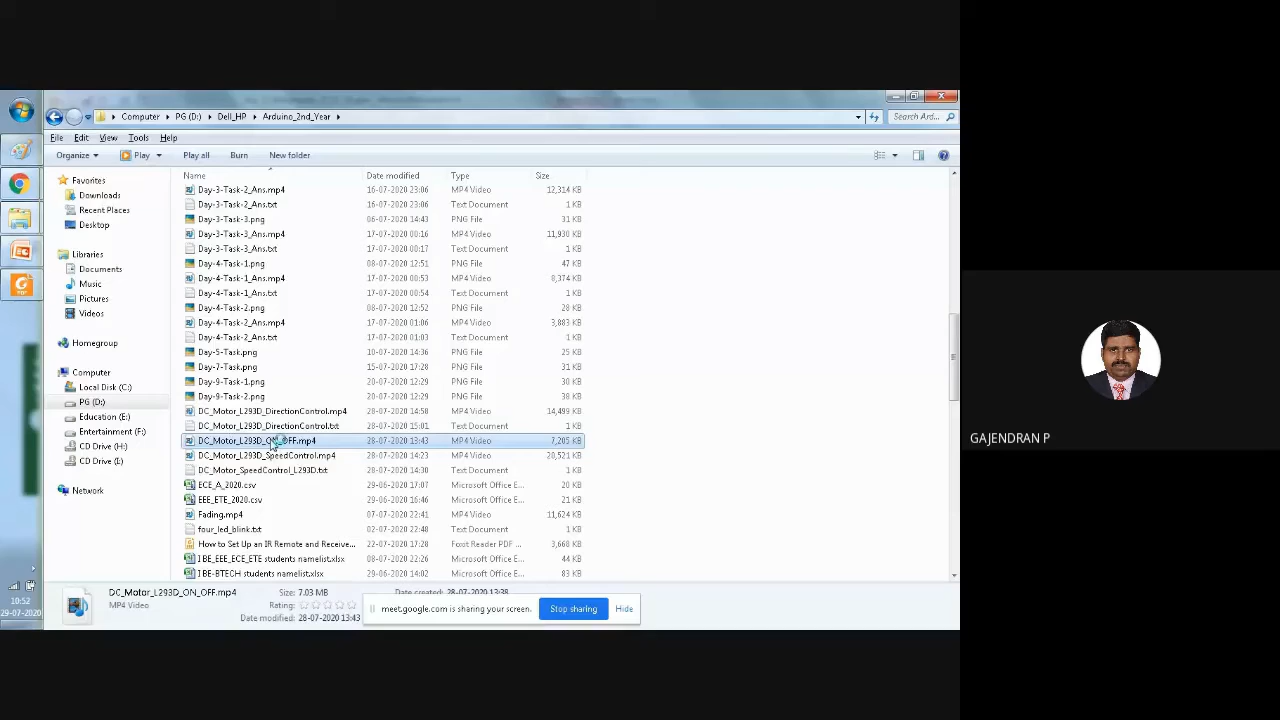 Computer ▸ PG (D:) ▸ Dell_HP ▸ Arduino_2nd_Year ▸
Search Ard...
File Edit View Tools Help
Organize Play Play all Burn New folder
Name Date modified Type Size
Favorites
Downloads
Recent Places
Desktop
Libraries
Documents
Music
Pictures
Videos
Homegroup
Computer
Local Disk (C:)
PG (D:)
Education (E:)
Entertainment (F:)
CD Drive (H:)
CD Drive (I:)
Network
Day-3-Task-2_Ans.mp4 16-07-2020 23:06 MP4 Video 12,314 KB
Day-3-Task-2_Ans.txt 16-07-2020 23:06 Text Document 1 KB
Day-3-Task-3.png 06-07-2020 14:43 PNG File 31 KB
Day-3-Task-3_Ans.mp4 17-07-2020 00:16 MP4 Video 11,930 KB
Day-3-Task-3_Ans.txt 17-07-2020 00:17 Text Document 1 KB
Day-4-Task-1.png 08-07-2020 12:51 PNG File 47 KB
Day-4-Task-1_Ans.mp4 17-07-2020 00:53 MP4 Video 8,374 KB
Day-4-Task-1_Ans.txt 17-07-2020 00:54 Text Document 1 KB
Day-4-Task-2.png 08-07-2020 12:52 PNG File 28 KB
Day-4-Task-2_Ans.mp4 17-07-2020 01:06 MP4 Video 3,883 KB
Day-4-Task-2_Ans.txt 17-07-2020 01:03 Text Document 1 KB
Day-5-Task.png 10-07-2020 14:36 PNG File 25 KB
Day-7-Task.png 15-07-2020 17:28 PNG File 31 KB
Day-9-Task-1.png 20-07-2020 12:29 PNG File 30 KB
Day-9-Task-2.png 20-07-2020 12:29 PNG File 38 KB
DC_Motor_L293D_DirectionControl.mp4 28-07-2020 14:58 MP4 Video 14,499 KB
DC_Motor_L293D_DirectionControl.txt 28-07-2020 15:01 Text Document 1 KB
DC_Motor_L293D_ON_OFF.mp4 28-07-2020 13:43 MP4 Video 7,205 KB
DC_Motor_L293D_SpeedControl.mp4 28-07-2020 14:23 MP4 Video 20,521 KB
DC_Motor_SpeedControl_L293D.txt 28-07-2020 14:30 Text Document 1 KB
ECE_A_2020.csv 29-06-2020 17:07 Microsoft Office E... 20 KB
EEE_ETE_2020.csv 29-06-2020 16:46 Microsoft Office E... 21 KB
Fading.mp4 07-07-2020 22:41 MP4 Video 11,624 KB
four_led_blink.txt 02-07-2020 22:48 Text Document 1 KB
How to Set Up an IR Remote and Receive... 22-07-2020 17:28 Foxit Reader PDF ... 3,668 KB
I BE_EEE_ECE_ETE students namelist.xlsx 08-07-2020 22:26 Microsoft Office E... 44 KB
I BE-BTECH students namelist.xlsx 29-06-2020 14:02 Microsoft Office E... 83 KB
DC_Motor_L293D_ON_OFF.mp4 Size: 7.03 MB Date created: 28-07-2020 13:38
MP4 Video Rating:
Date modified: 28-07-2020 13:43
meet.google.com is sharing your screen. Stop sharing Hide
10:52
29-07-2020
GAJENDRAN P